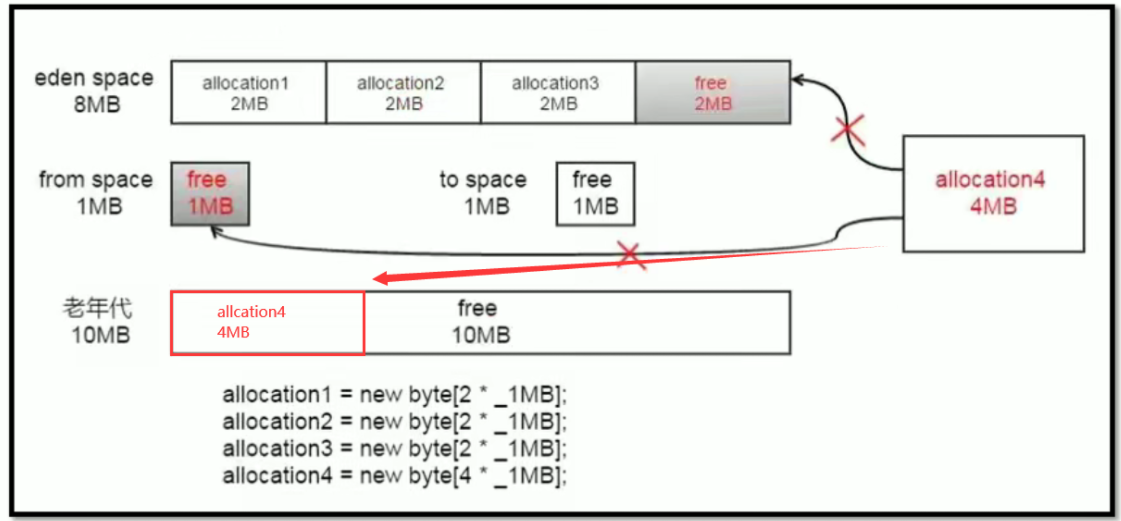 eden space
8MB
allocation1
2MB
allocation2
2MB
allocation3
2MB
free
2MB
from space
1MB
free
1MB
to space
1MB
free
1MB
allocation4
4MB
老年代
10MB
allcation4
4MB
free
10MB
allocation1 = new byte[2 * _1MB];
allocation2 = new byte[2 * _1MB];
allocation3 = new byte[2 * _1MB];
allocation4 = new byte[4 * _1MB];